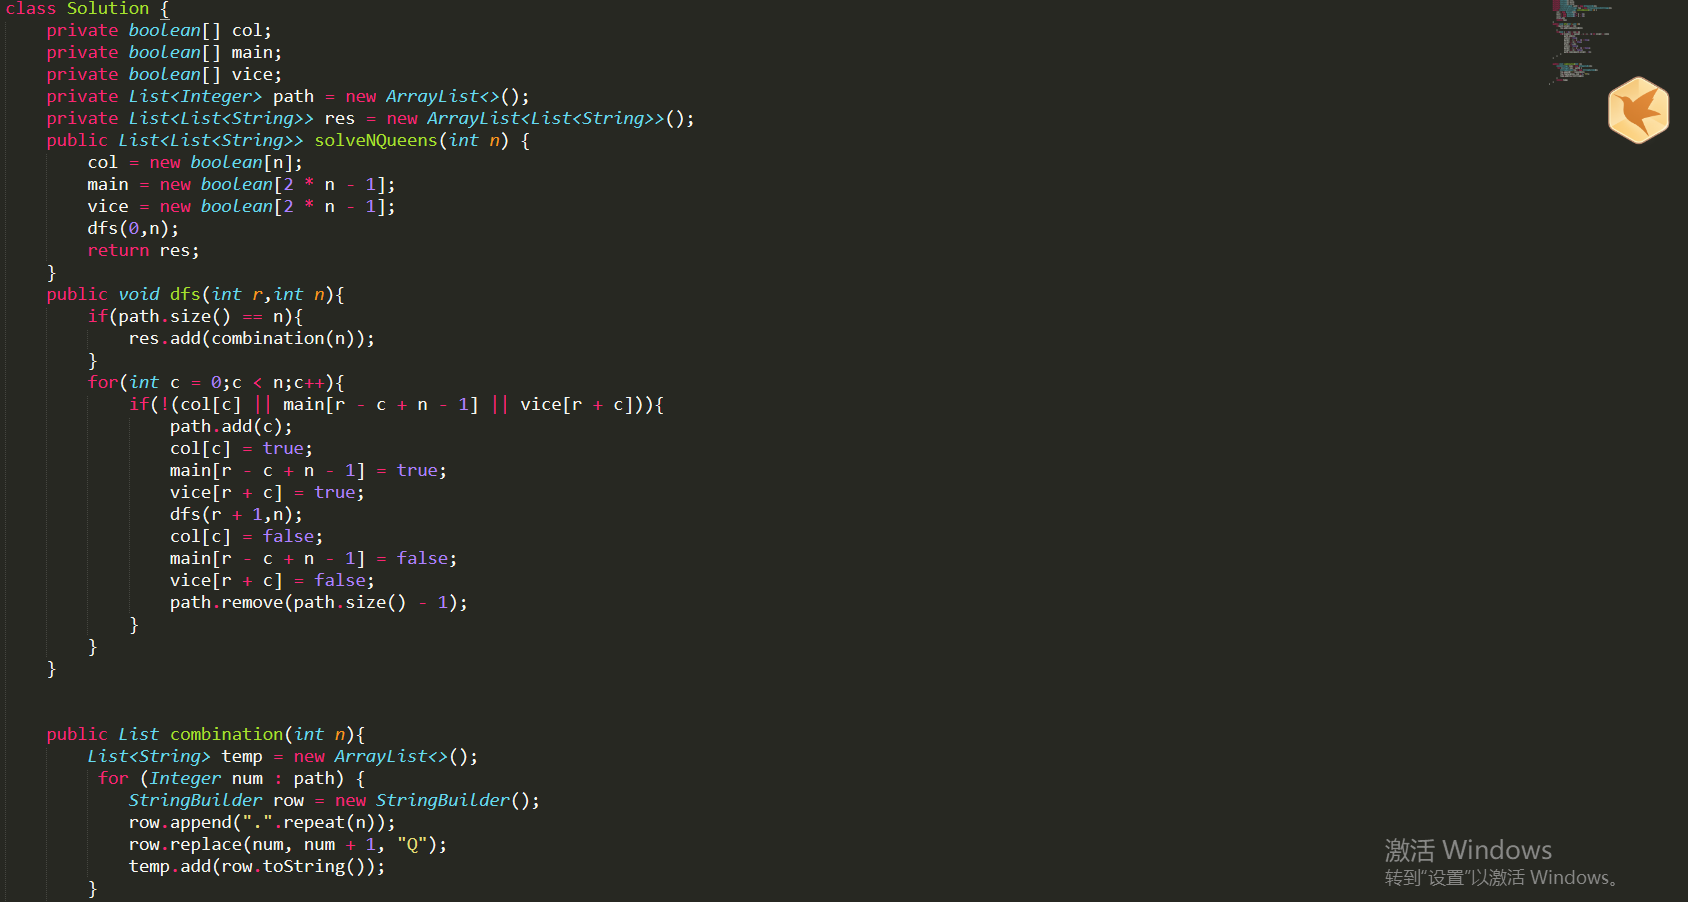 class Solution {
    private boolean[] col;
    private boolean[] main;
    private boolean[] vice;
    private List<Integer> path = new ArrayList<>();
    private List<List<String>> res = new ArrayList<List<String>>();
    public List<List<String>> solveNQueens(int n) {
        col = new boolean[n];
        main = new boolean[2 * n - 1];
        vice = new boolean[2 * n - 1];
        dfs(0,n);
        return res;
    }
    public void dfs(int r,int n){
        if(path.size() == n){
            res.add(combination(n));
        }
        for(int c = 0;c < n;c++){
            if(!(col[c] || main[r - c + n - 1] || vice[r + c])){
                path.add(c);
                col[c] = true;
                main[r - c + n - 1] = true;
                vice[r + c] = true;
                dfs(r + 1,n);
                col[c] = false;
                main[r - c + n - 1] = false;
                vice[r + c] = false;
                path.remove(path.size() - 1);
            }
        }
    }
    public List combination(int n){
        List<String> temp = new ArrayList<>();
         for (Integer num : path) {
            StringBuilder row = new StringBuilder();
            row.append(".".repeat(n));
            row.replace(num, num + 1, "Q");
            temp.add(row.toString());
        }
激活 Windows
转到“设置”以激活 Windows。